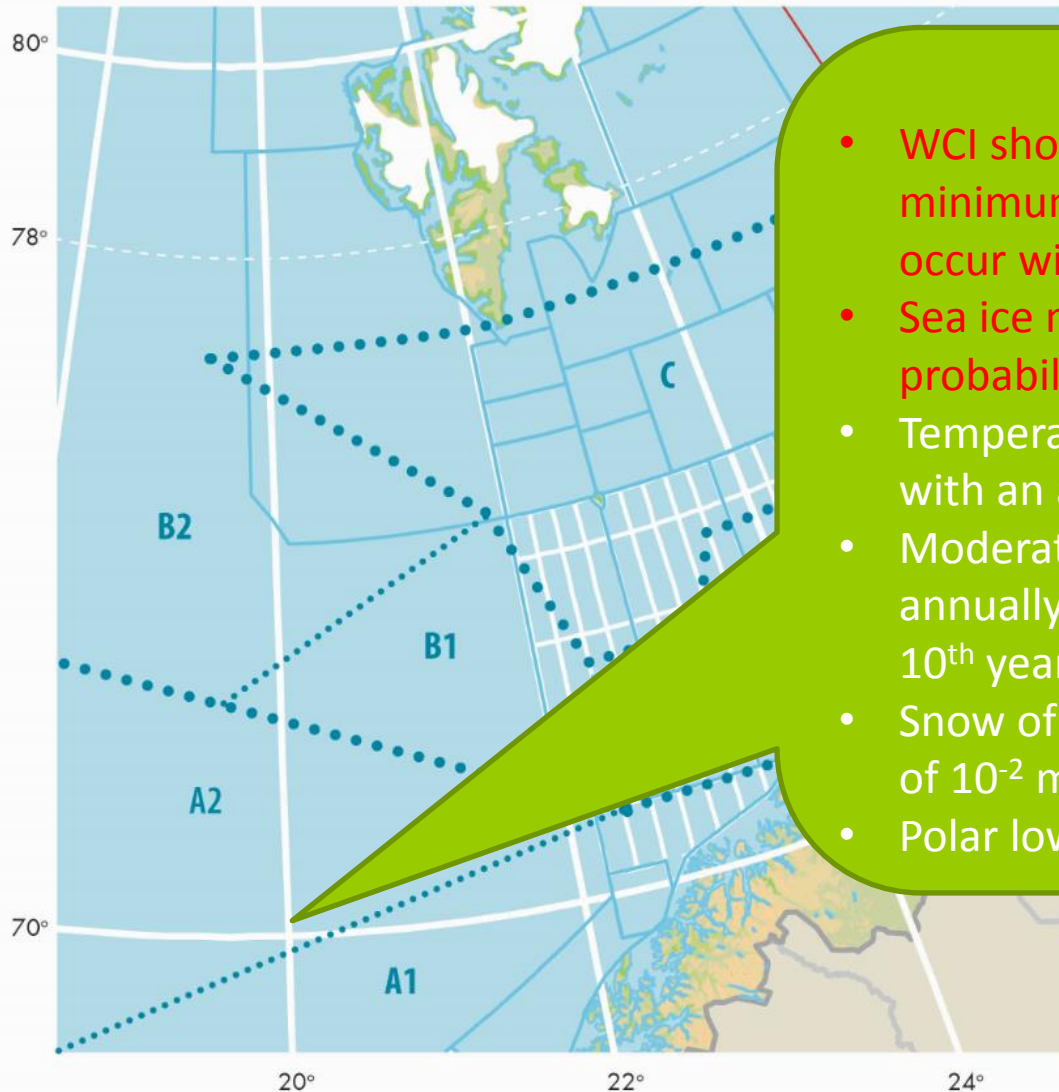 80°
78°
70°
20°
22°
24°
C
B2
B1
A2
A1
• WCI sho
minimum
occur wi
• Sea ice
probabil
• Tempera
with an
• Moderat
annually
10th year
• Snow of
of 10-2 m
• Polar low